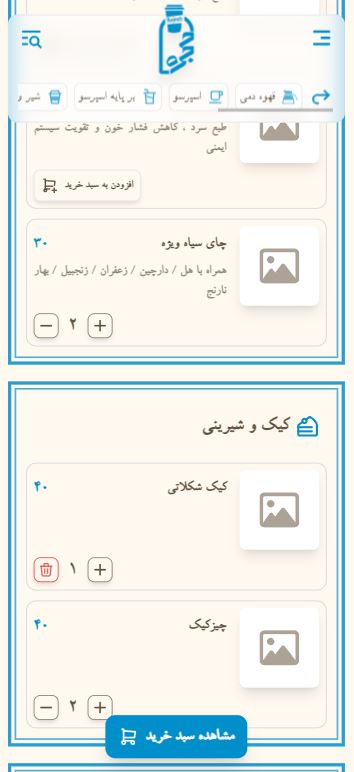 قهوه دمی
اسپرسو
بر پایه اسپرسو
شیر و
طبع سرد ، کاهش فشار خون و تقویت سیستم
ایمنی
افزودن به سبد خرید
چای سیاه ویژه
۳۰
همراه با هل / دارچین / زعفران / زنجبیل / بهار
نارنج
۲
کیک و شیرینی
کیک شکلاتی
۴۰
۱
چیزکیک
۴۰
۲
مشاهده سبد خرید